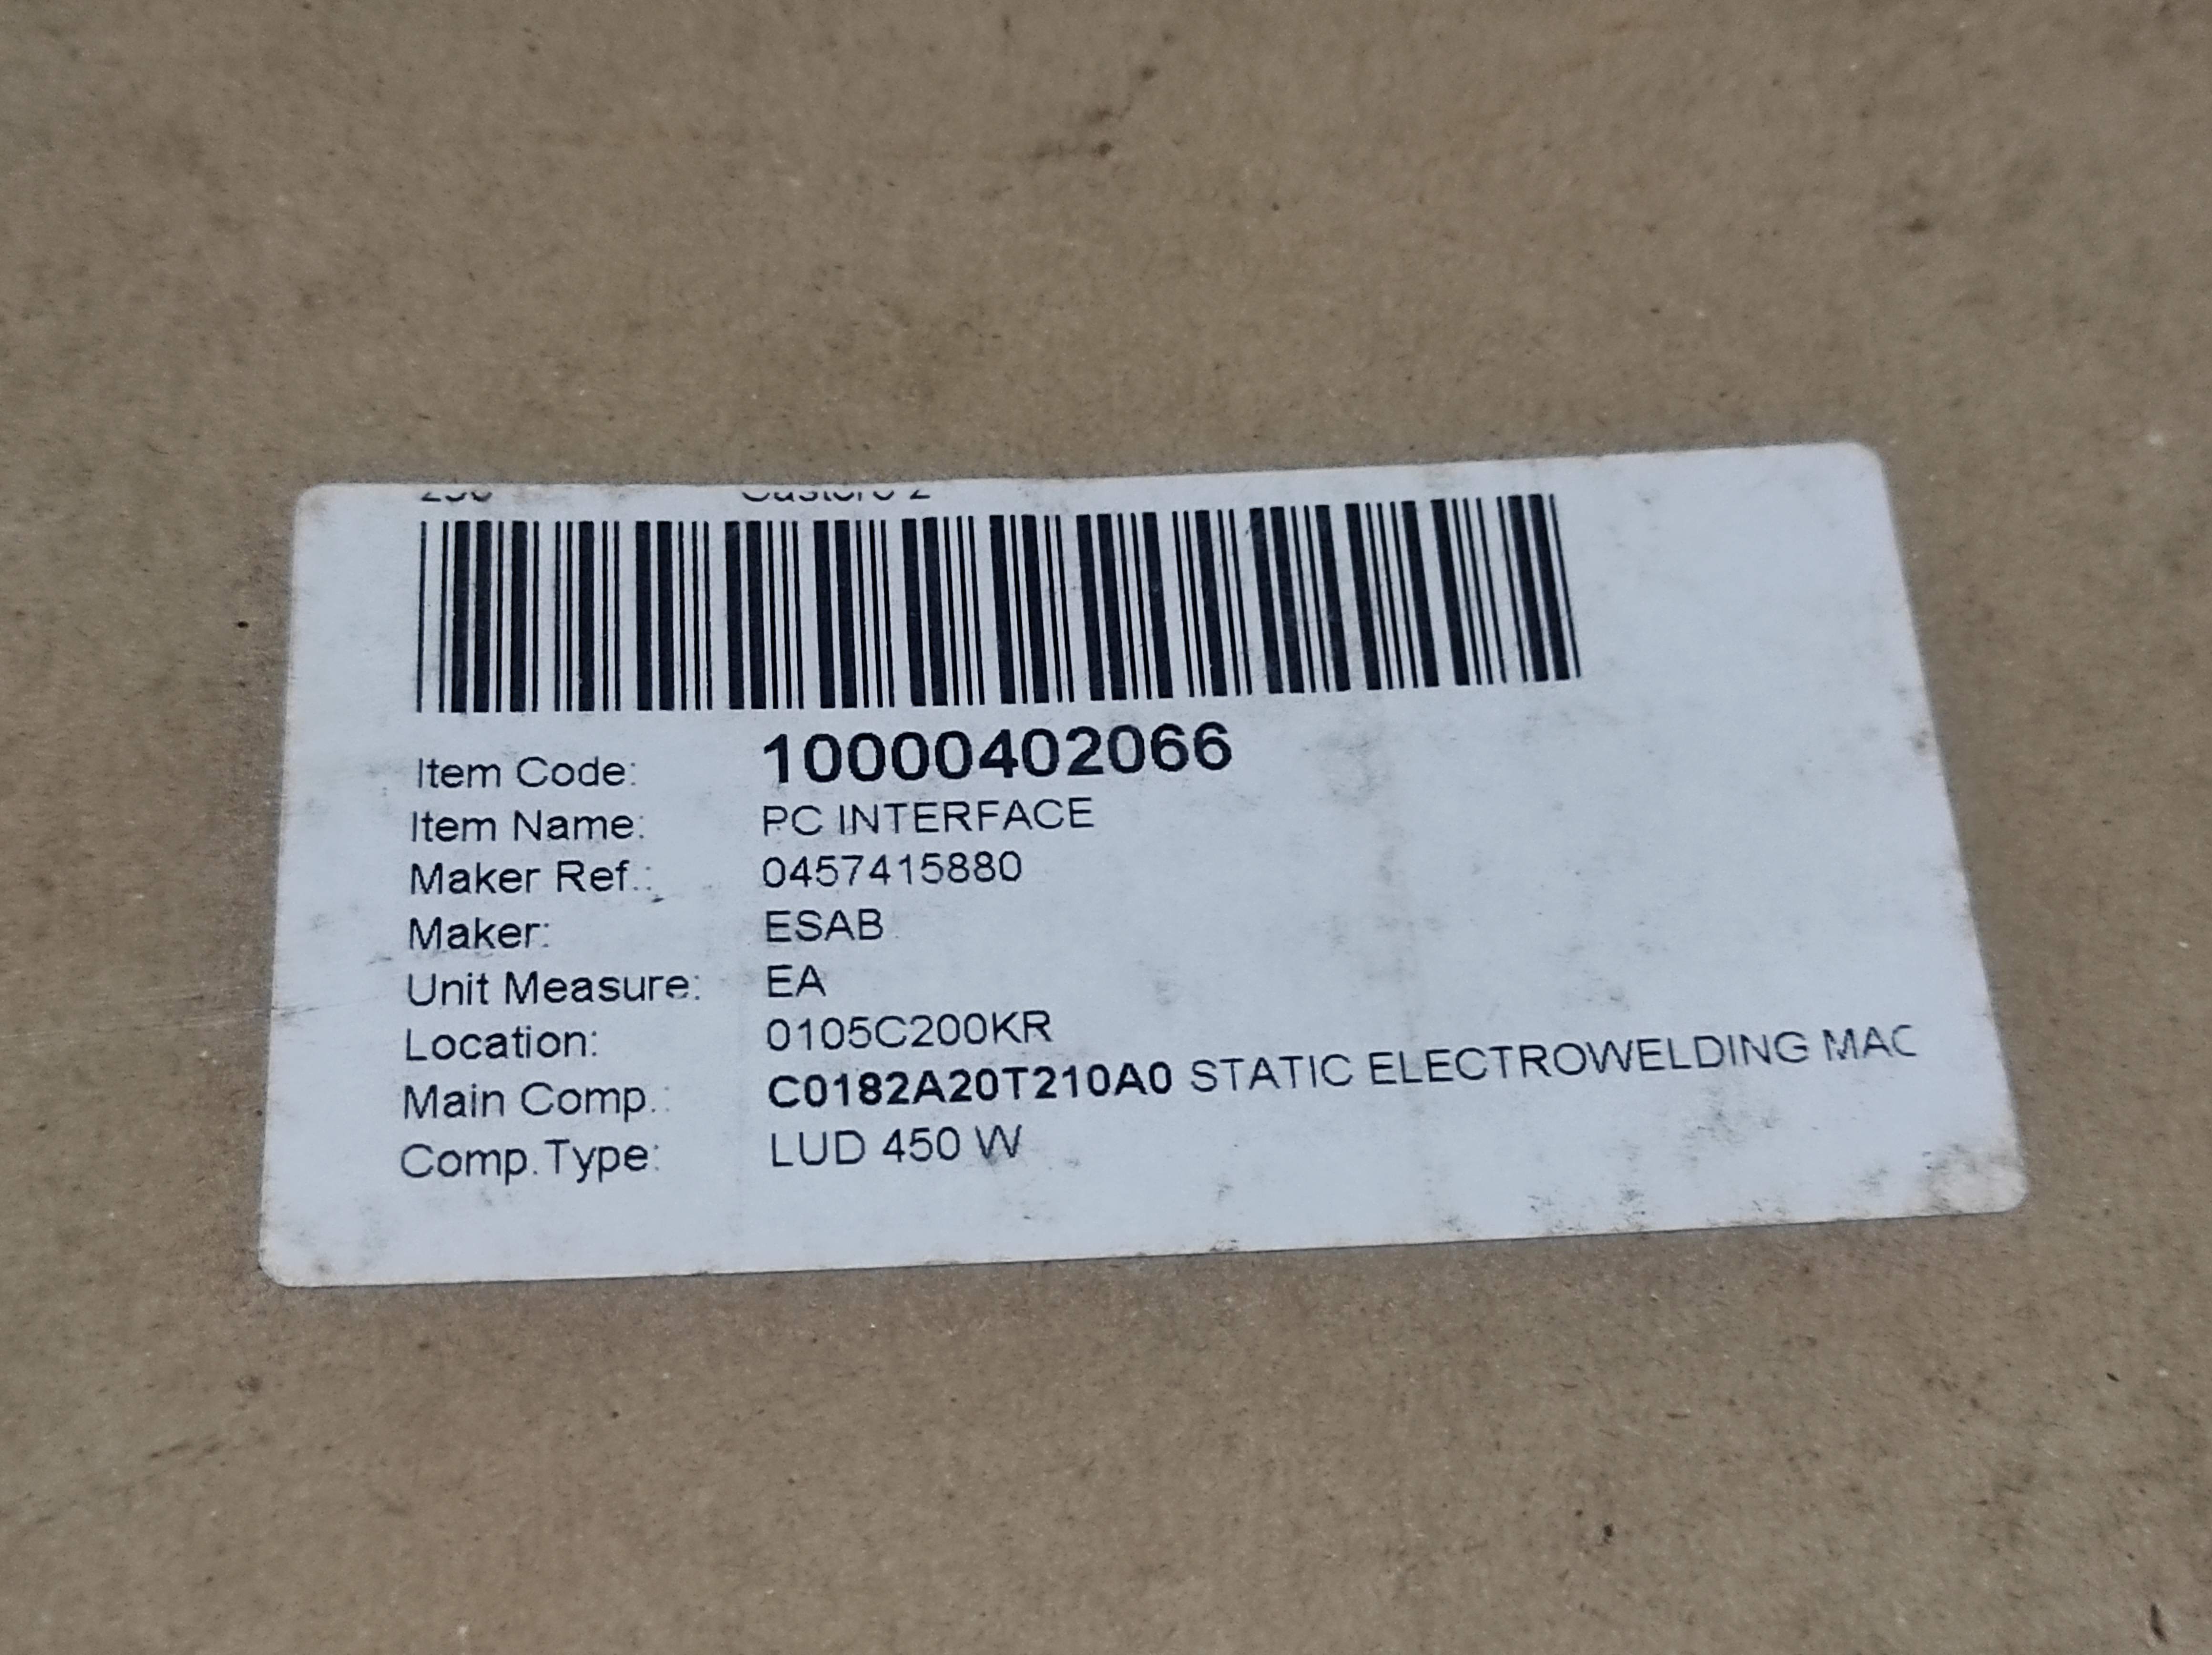 Item Code: 10000402066
Item Name: PC INTERFACE
Maker Ref.: 0457415880
Maker: ESAB
Unit Measure: EA
Location: 0105C200KR
Main Comp.: C0182A20T210A0 STATIC ELECTROWELDING MAC
Comp.Type: LUD 450 W